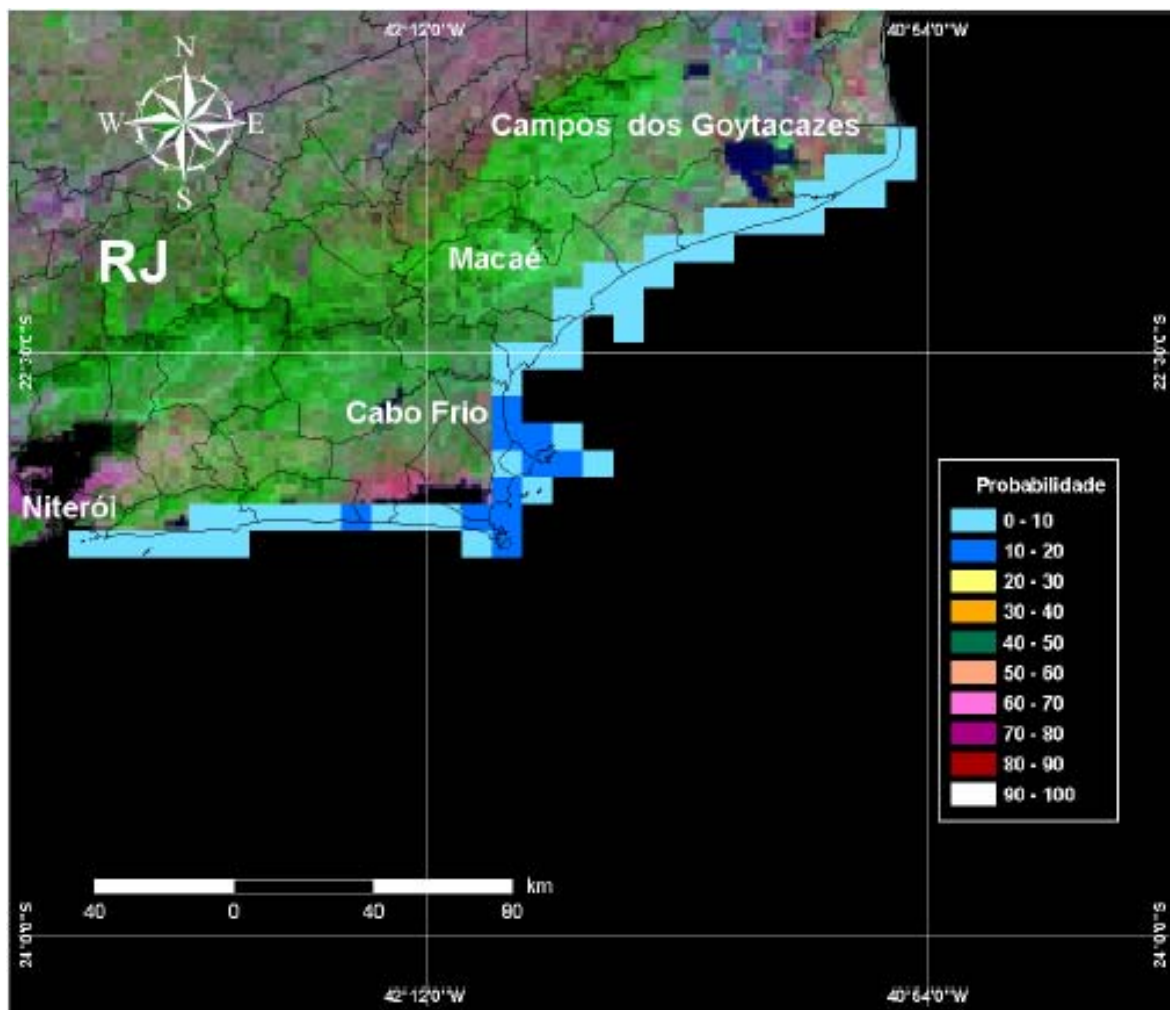 42°12'0"W
40°54'0"W
N
W
E
S
Campos dos Goytacazes
RJ
Macaé
22°30'0"S
22°30'0"S
Cabo Frio
Niterói
Probabilidade
0 - 10
10 - 20
20 - 30
30 - 40
40 - 50
50 - 60
60 - 70
70 - 80
80 - 90
90 - 100
km
40
0
40
80
24°0'0"S
24°0'0"S
42°12'0"W
40°54'0"W